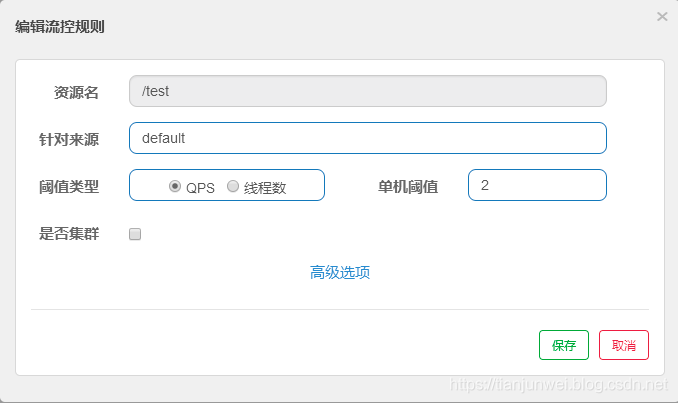 编辑流控规则 ×
资源名 /test
针对来源 default
阈值类型 QPS 线程数 单机阈值 2
是否集群
高级选项
保存 取消
https://tianjunwei.blog.csdn.net